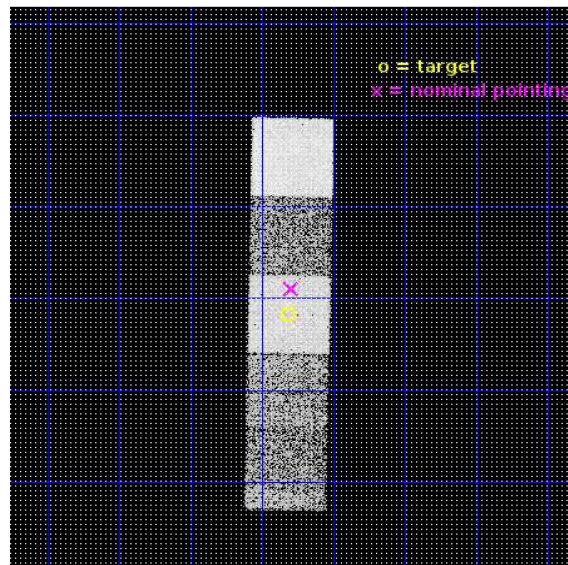 o = target
x = nominal pointing